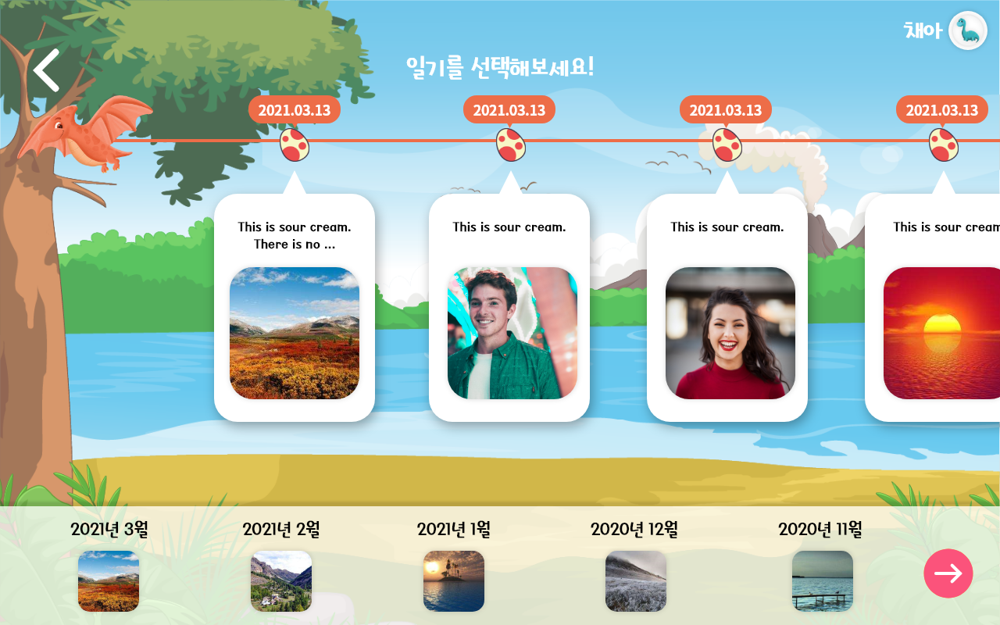 채아
일기를 선택해보세요!
2021.03.13
2021.03.13
2021.03.13
2021.03.13
This is sour cream.
There is no ...
This is sour cream.
This is sour cream.
This is sour cream
2021년 3월
2021년 2월
2021년 1월
2020년 12월
2020년 11월